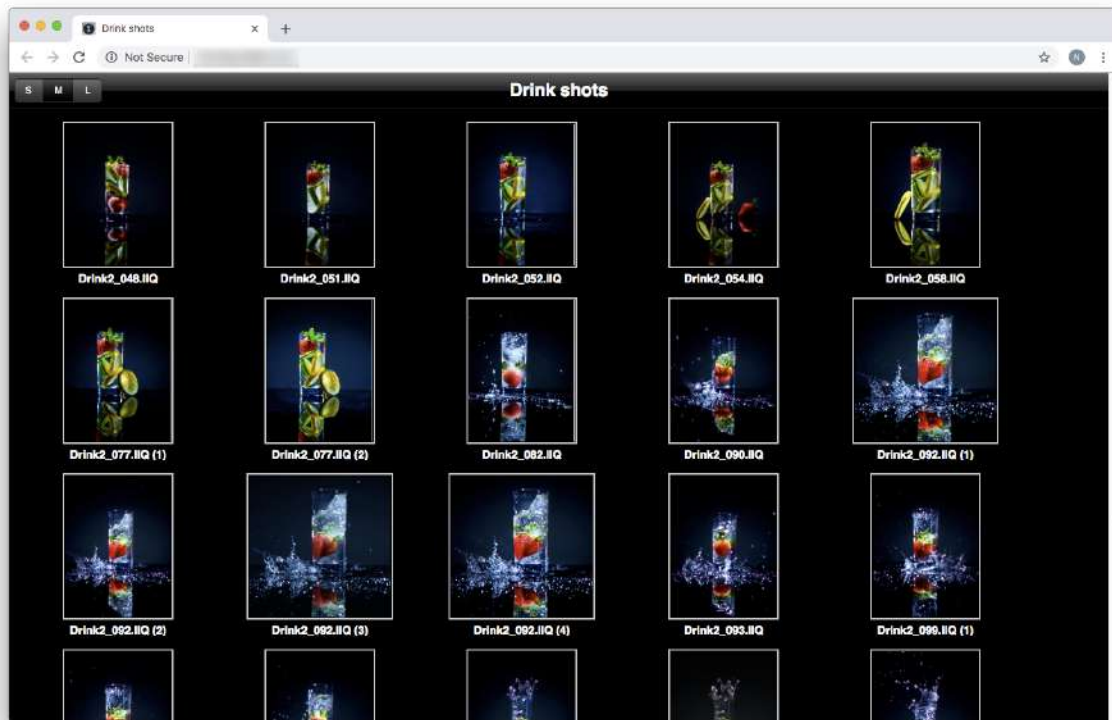 Drink shots
Not Secure
N
S M L
Drink shots
Drink2_048.IIQ
Drink2_051.IIQ
Drink2_052.IIQ
Drink2_054.IIQ
Drink2_058.IIQ
Drink2_077.IIQ (1)
Drink2_077.IIQ (2)
Drink2_082.IIQ
Drink2_090.IIQ
Drink2_092.IIQ (1)
Drink2_092.IIQ (2)
Drink2_092.IIQ (3)
Drink2_092.IIQ (4)
Drink2_093.IIQ
Drink2_099.IIQ (1)